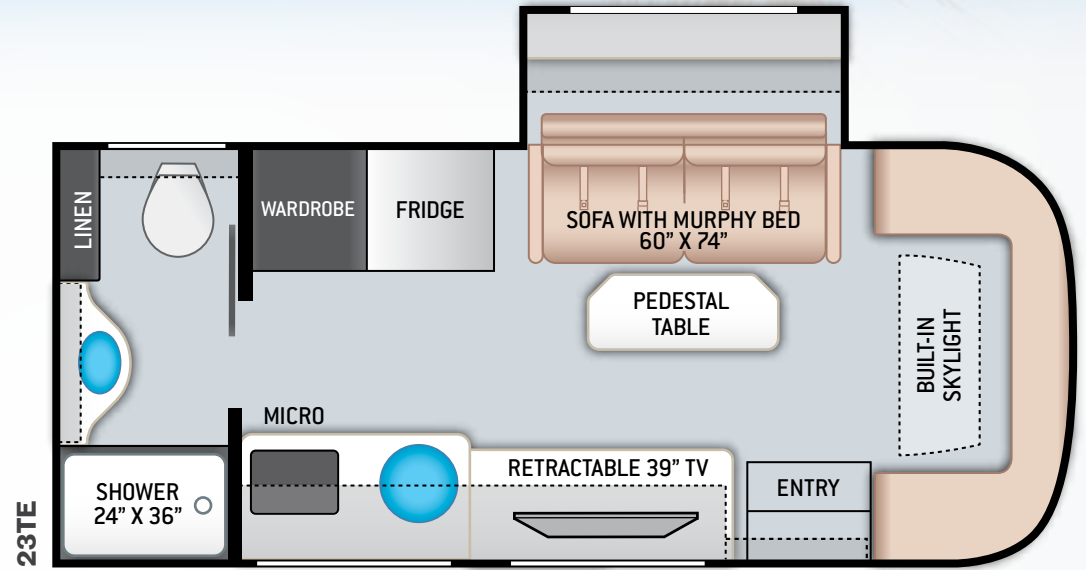 LINEN
WARDROBE
FRIDGE
SOFA WITH MURPHY BED
60” X 74”
PEDESTAL
TABLE
BUILT-IN
SKYLIGHT
MICRO
RETRACTABLE 39” TV
ENTRY
SHOWER
24” X 36”
23TE